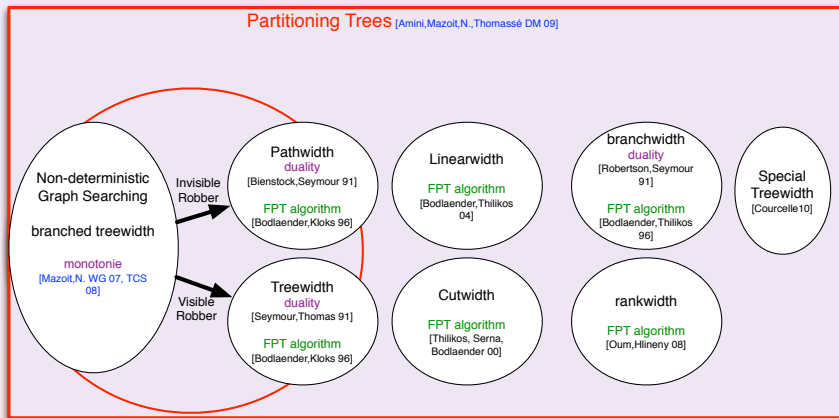 Partitioning Trees [Amini,Mazoit,N.,Thomassé DM 09]
Non-deterministic
Graph Searching
branched treewidth
monotonie
[Mazoit,N. WG 07, TCS
08]
Invisible
Robber
Visible
Robber
Pathwidth
duality
[Bienstock,Seymour 91]
FPT algorithm
[Bodlaender,Kloks 96]
Treewidth
duality
[Seymour,Thomas 91]
FPT algorithm
[Bodlaender,Kloks 96]
Linearwidth
FPT algorithm
[Bodlaender,Thilikos
04]
Cutwidth
FPT algorithm
[Thilikos, Serna,
Bodlaender 00]
branchwidth
duality
[Robertson,Seymour
91]
FPT algorithm
[Bodlaender,Thilikos
96]
rankwidth
FPT algorithm
[Oum,Hlineny 08]
Special
Treewidth
[Courcelle10]